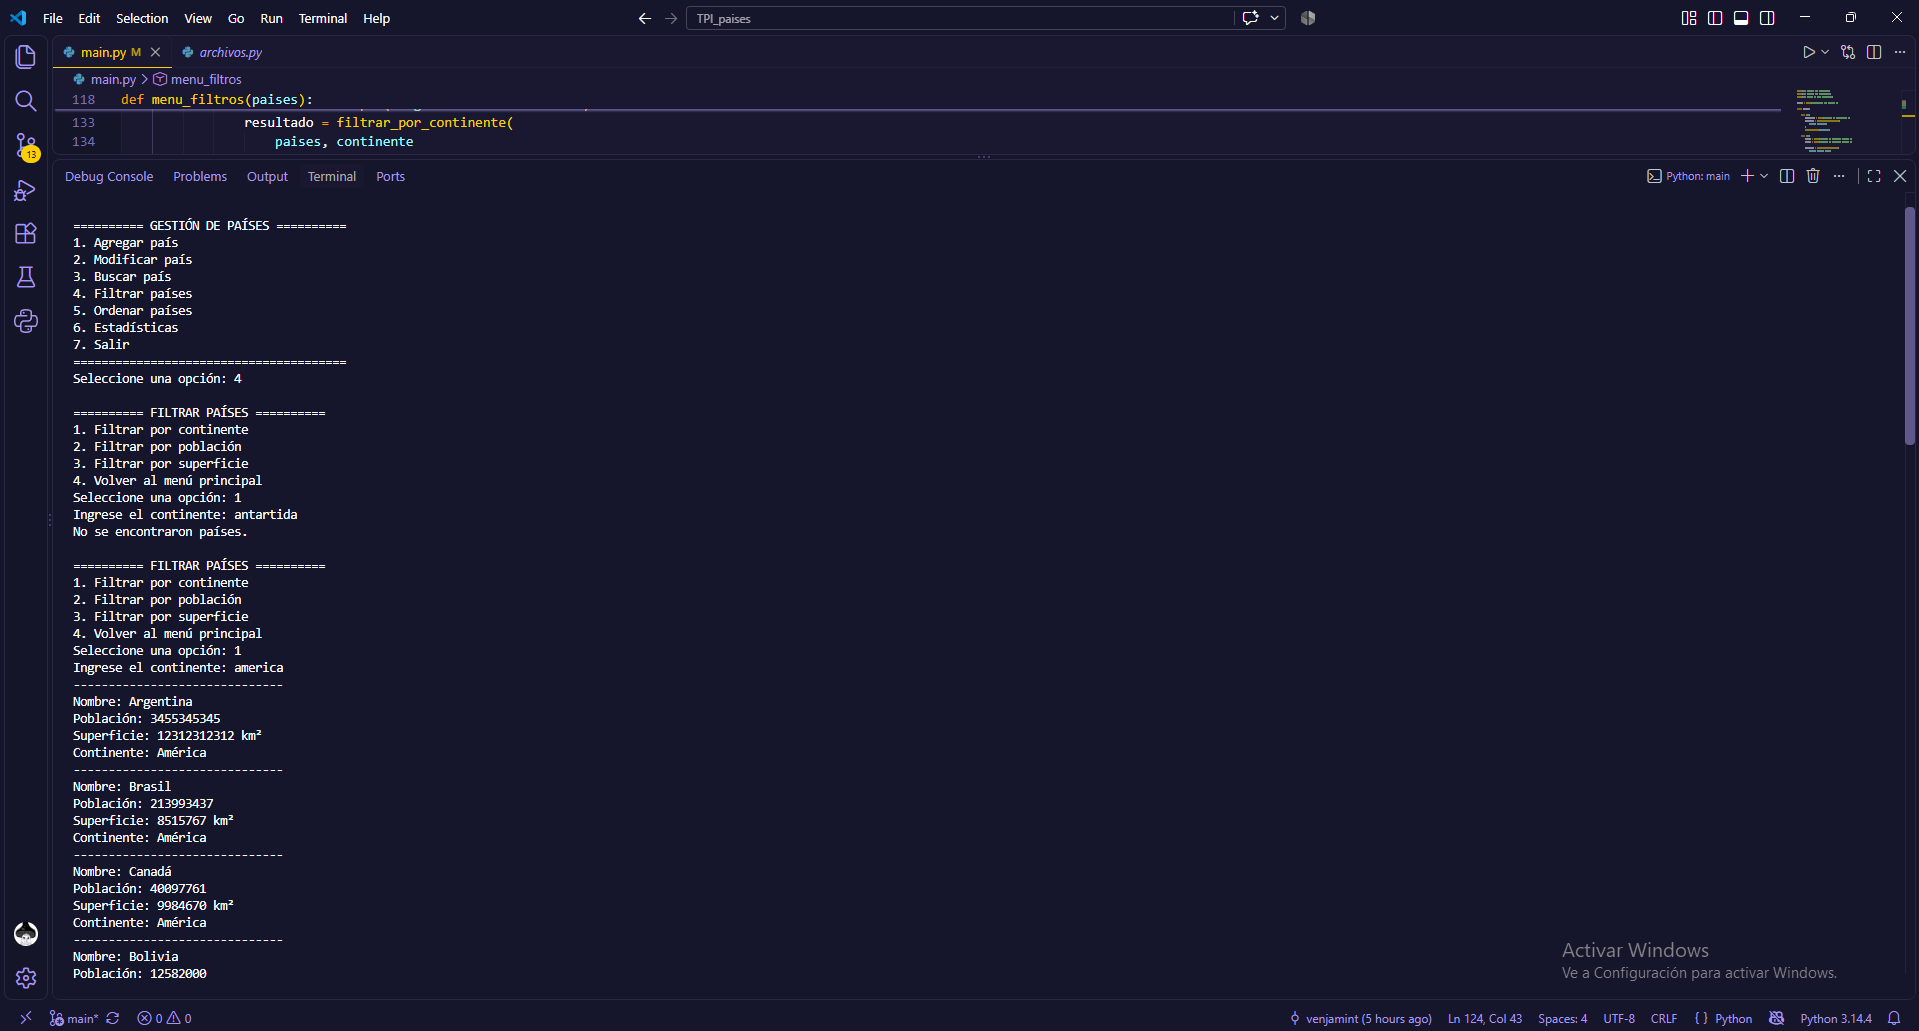 File Edit Selection View Go Run Terminal Help
TPI_paises
main.py M
archivos.py
main.py > menu_filtros
118 def menu_filtros(paises):
133 resultado = filtrar_por_continente(
134 paises, continente
Debug Console Problems Output Terminal Ports
Python: main
========== GESTIÓN DE PAÍSES ==========
1. Agregar país
2. Modificar país
3. Buscar país
4. Filtrar países
5. Ordenar países
6. Estadísticas
7. Salir
=======================================
Seleccione una opción: 4
========== FILTRAR PAÍSES ==========
1. Filtrar por continente
2. Filtrar por población
3. Filtrar por superficie
4. Volver al menú principal
Seleccione una opción: 1
Ingrese el continente: antartida
No se encontraron países.
========== FILTRAR PAÍSES ==========
1. Filtrar por continente
2. Filtrar por población
3. Filtrar por superficie
4. Volver al menú principal
Seleccione una opción: 1
Ingrese el continente: america
------------------------------
Nombre: Argentina
Población: 3455345345
Superficie: 12312312312 km²
Continente: América
------------------------------
Nombre: Brasil
Población: 213993437
Superficie: 8515767 km²
Continente: América
------------------------------
Nombre: Canadá
Población: 40097761
Superficie: 9984670 km²
Continente: América
------------------------------
Nombre: Bolivia
Población: 12582000
13
Activar Windows
Ve a Configuración para activar Windows.
main* 0 0 venjamint (5 hours ago) Ln 124, Col 43 Spaces: 4 UTF-8 CRLF { } Python Python 3.14.4